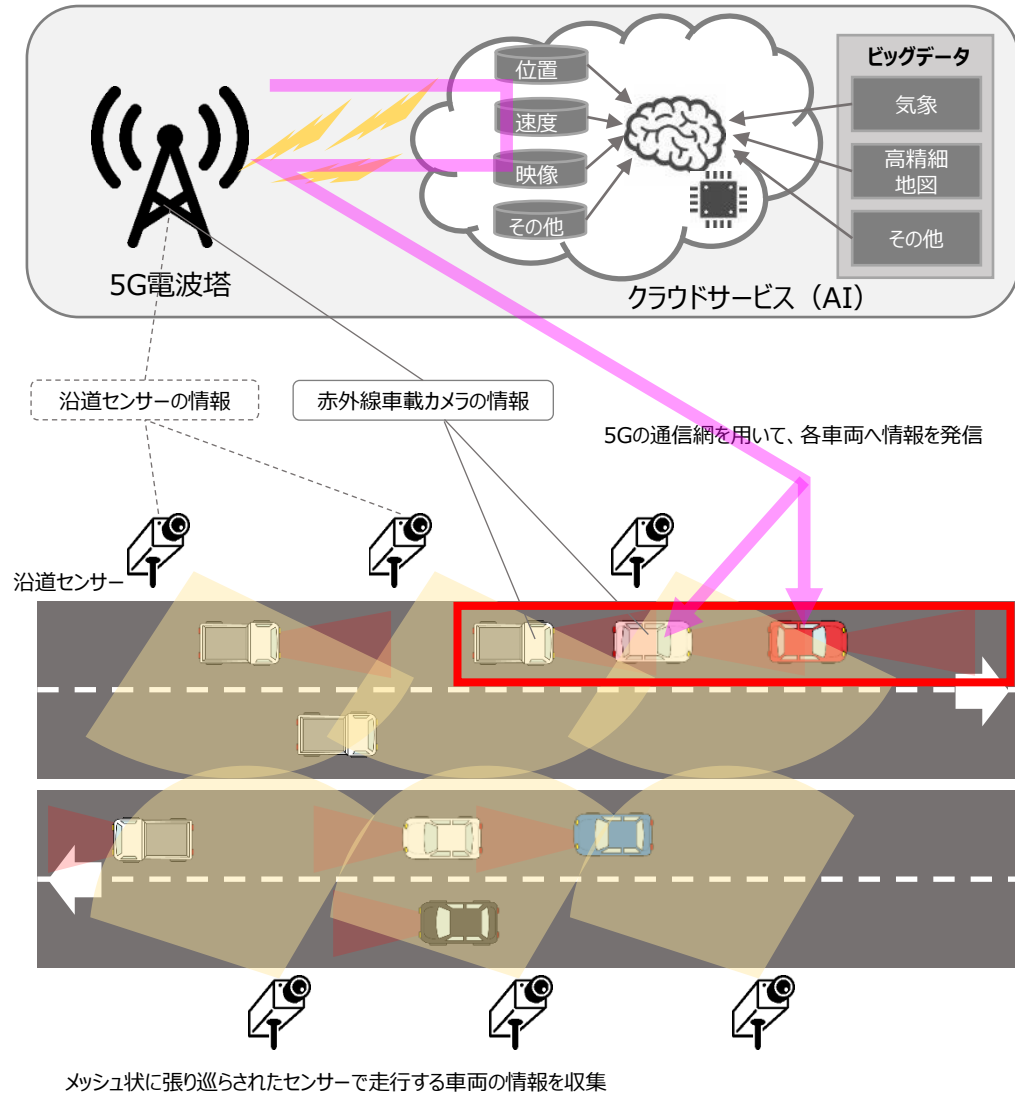 ビッグデータ
位置
気象
速度
高精細
地図
映像
その他
その他
5G電波塔
クラウドサービス（AI）
沿道センサーの情報
赤外線車載カメラの情報
5Gの通信網を用いて、各車両へ情報を発信
沿道センサー
メッシュ状に張り巡らされたセンサーで走行する車両の情報を収集